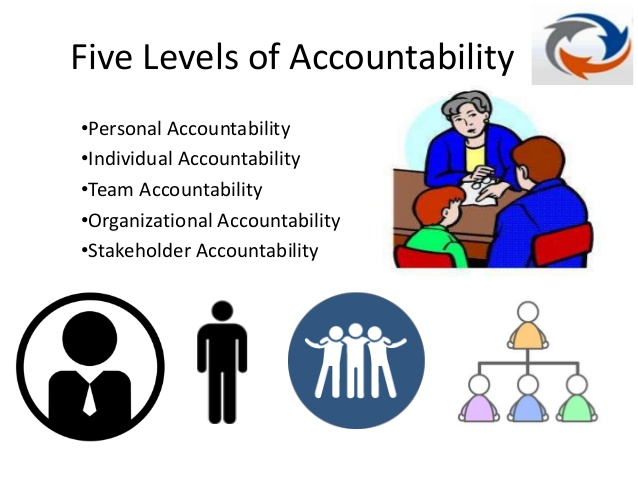 Five Levels of Accountability
•Personal Accountability
•Individual Accountability
•Team Accountability
•Organizational Accountability
•Stakeholder Accountability